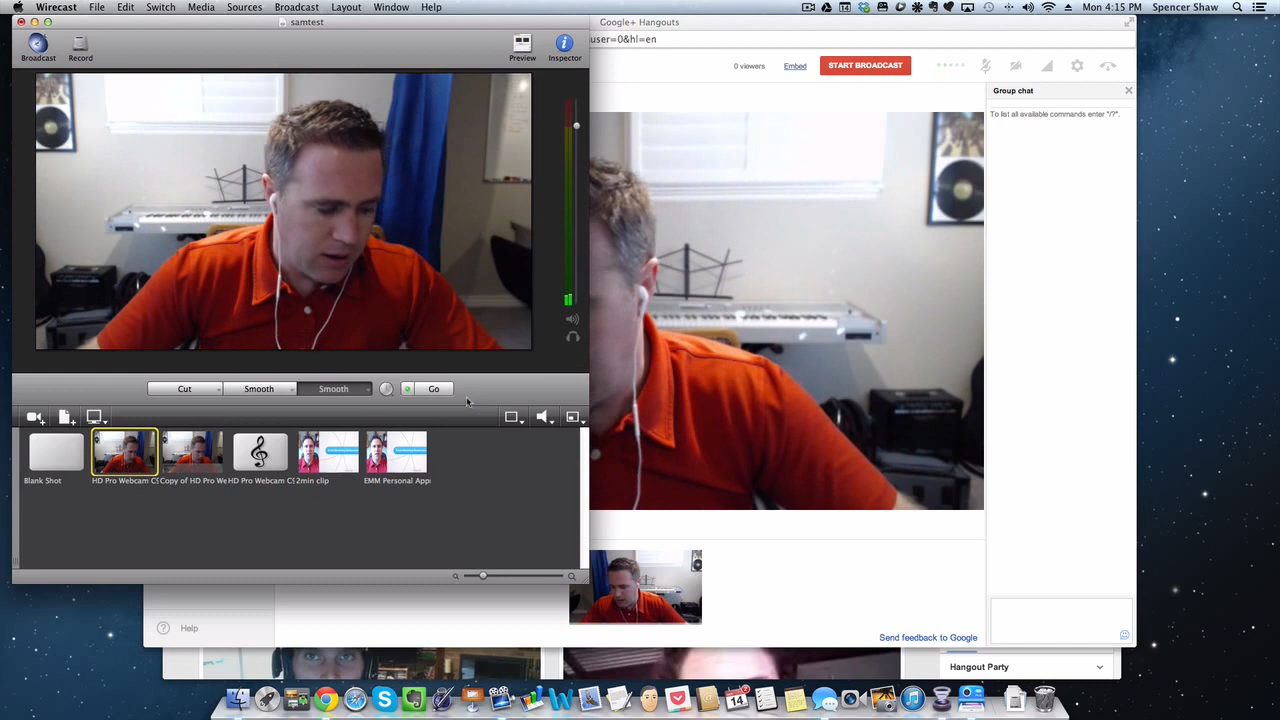 Wirecast File Edit Switch Media Sources Broadcast Layout Window Help
14 Mon 4:15 PM Spencer Shaw
samtest
Google+ Hangouts
user=0&hl=en
Broadcast Record Preview Inspector
0 viewers Embed START BROADCAST
Group chat
To list all available commands enter "/?".
Cut Smooth Smooth Go
Blank Shot HD Pro Webcam C Copy of HD Pro We HD Pro Webcam C 2min clip EMM Personal App
Help
Send feedback to Google
Hangout Party
14